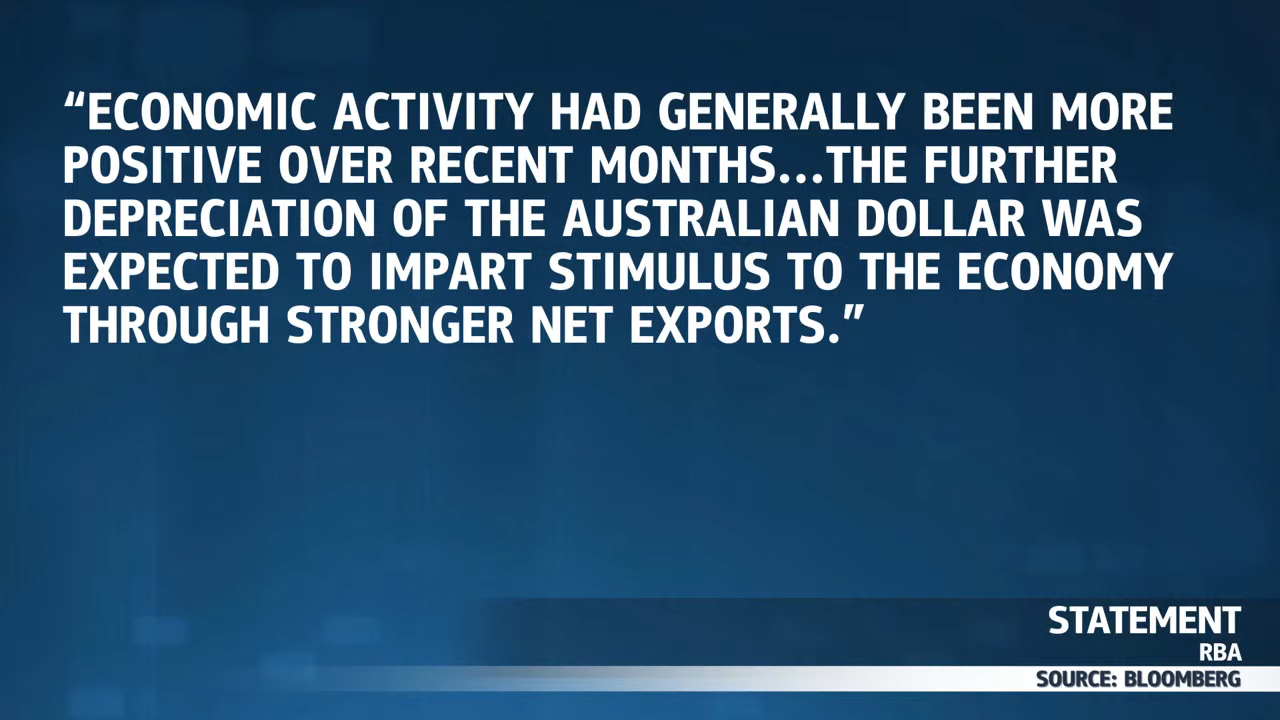 “ECONOMIC ACTIVITY HAD GENERALLY BEEN MORE
POSITIVE OVER RECENT MONTHS...THE FURTHER
DEPRECIATION OF THE AUSTRALIAN DOLLAR WAS
EXPECTED TO IMPART STIMULUS TO THE ECONOMY
THROUGH STRONGER NET EXPORTS.”
STATEMENT
RBA
SOURCE: BLOOMBERG